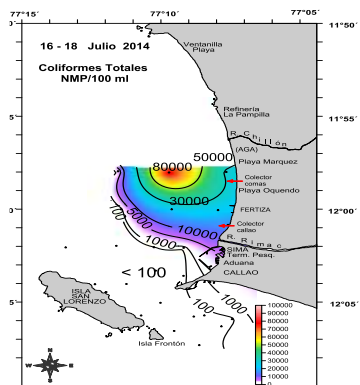 77°15'
77°10'
77°05'
11°50'
16 - 18 Julio 2014
Ventanilla
Playa
Coliformes Totales
NMP/100 ml
Refinería
La Pampilla
5'
11°55'
R. Chillón
(AGA)
50000
80000
Playa Marquez
Colector
comas
Playa Oquendo
30000
FERTIZA
12°00'
Colector
callao
10000
5000
100
1000
R. Rimac
SIMA
Term. Pesq.
Aduana
CALLAO
< 100
100
1000
ISLA
SAN
LORENZO
12°05'
Isla Frontón
100000
90000
80000
70000
60000
50000
40000
30000
20000
10000
0
N
W
E
S